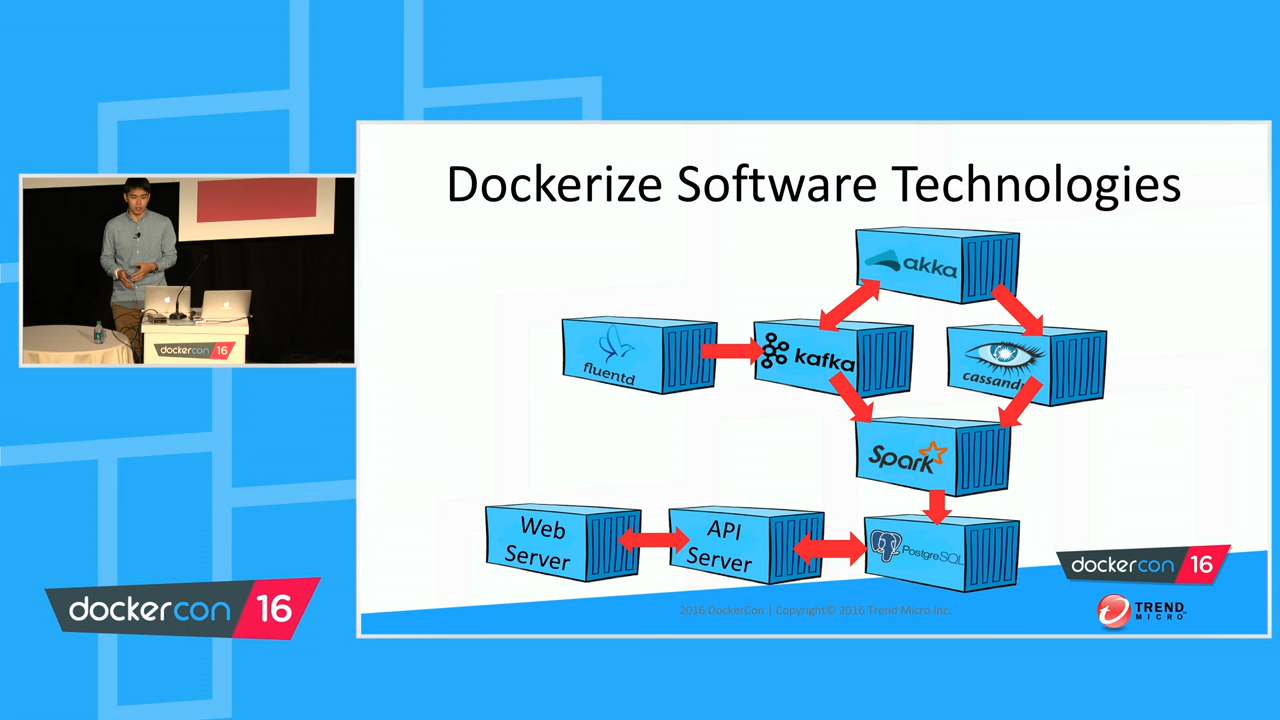 Dockerize Software Technologies
akka
fluentd
kafka
cassandr
Spark
Web
Server
API
Server
PostgreSQL
2016 DockerCon | Copyright© 2016 Trend Micro Inc.
dockercon 16
TREND
MICRO
dockercon 16
dockercon 16